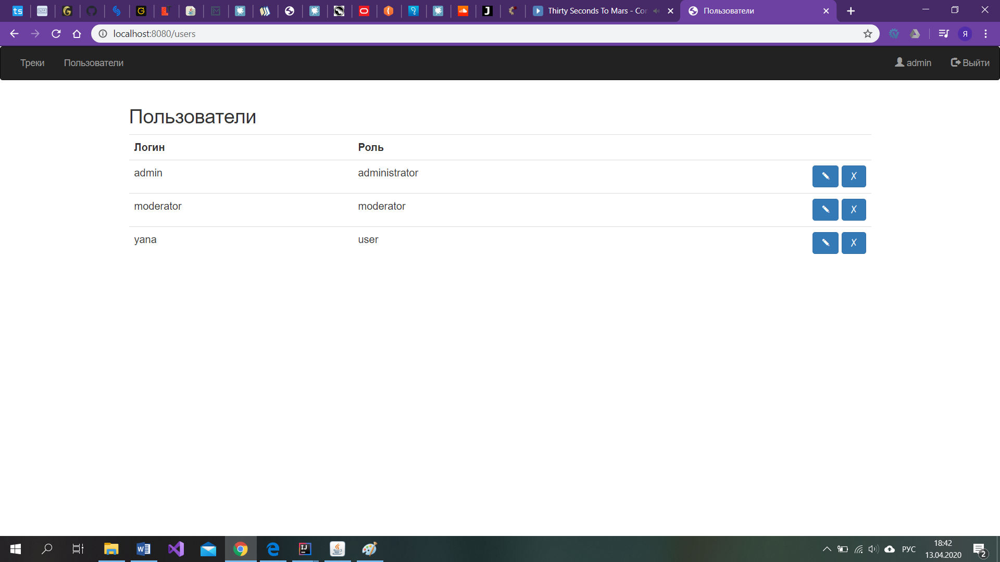 ts
Thirty Seconds To Mars - Cor
Пользователи
localhost:8080/users
Я
Треки
Пользователи
admin
Выйти
Пользователи
Логин
Роль
admin
administrator
X
moderator
moderator
X
yana
user
X
РУС
18:42
13.04.2020
2